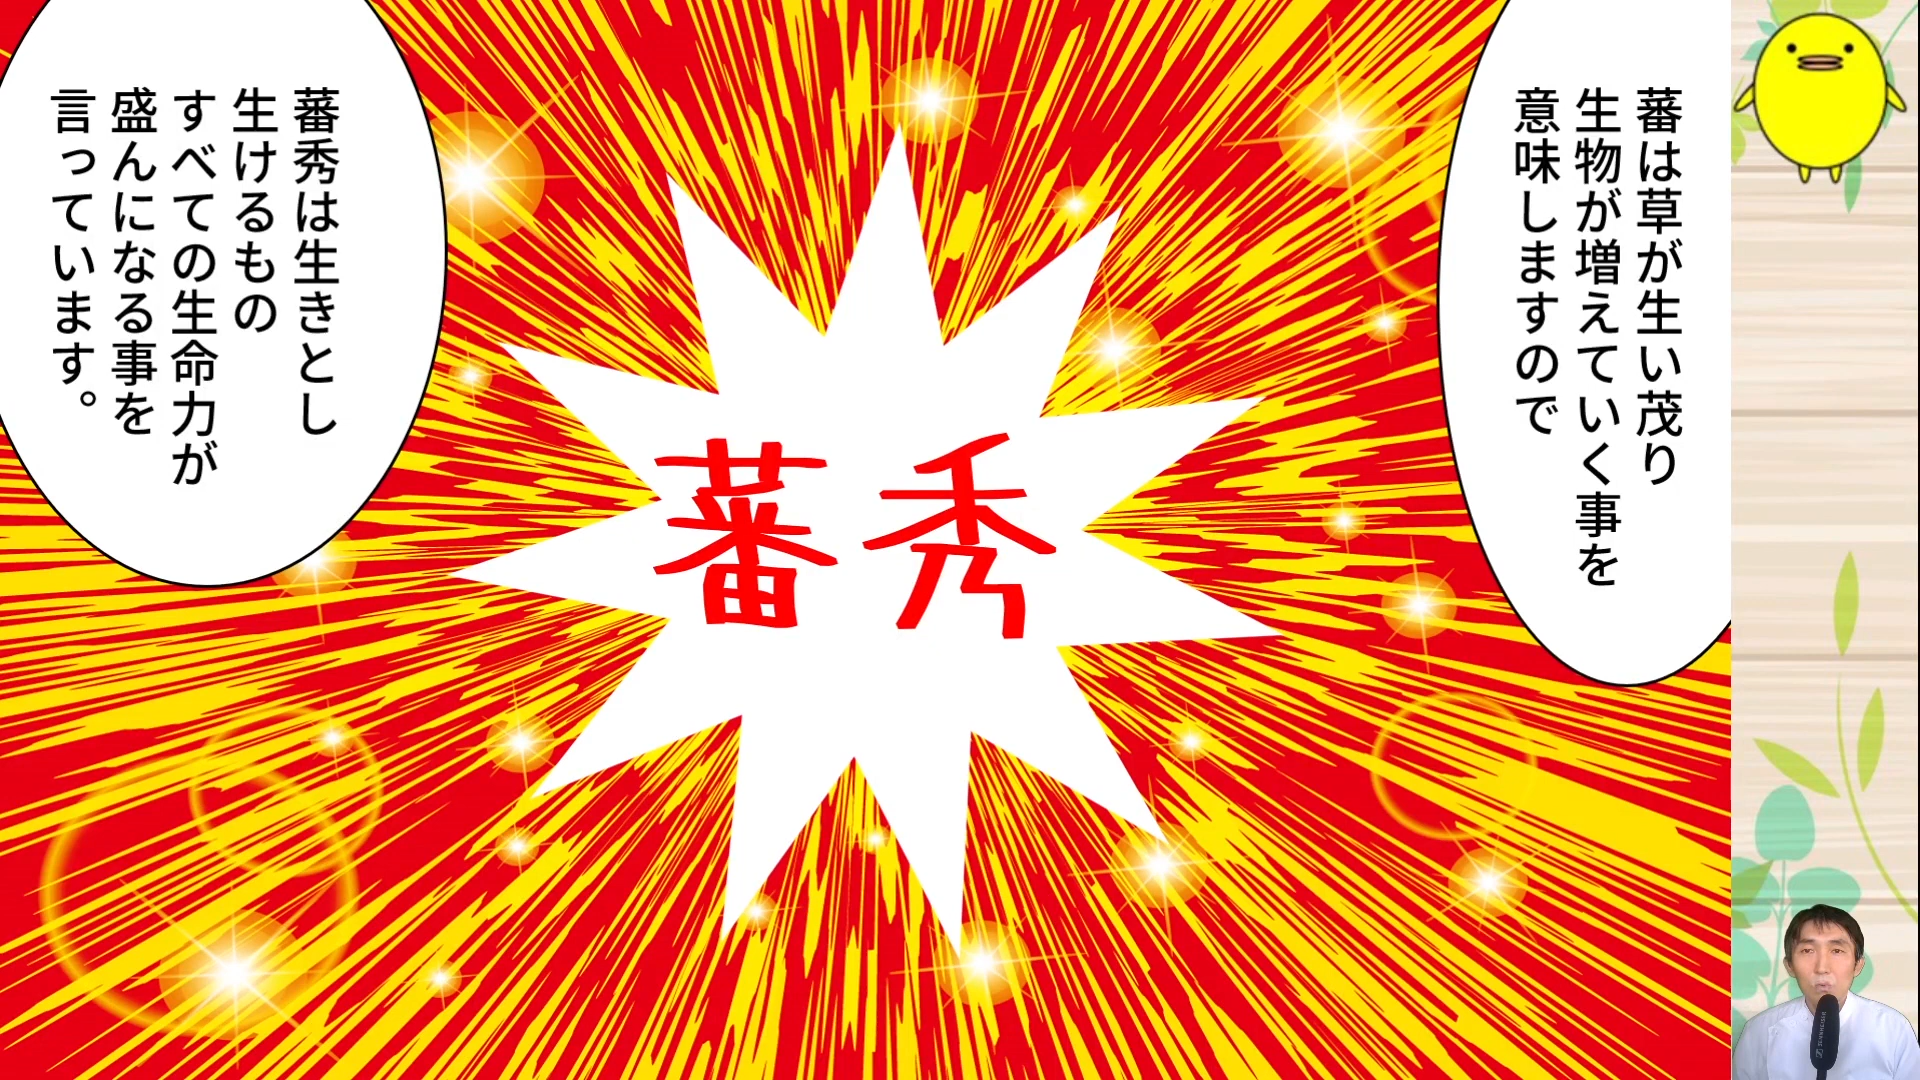 蕃は草が生い茂り
生物が増えていく事を
意味しますので
蕃秀
蕃秀は生きとし
生けるもの
すべての生命力が
盛んになる事を
言っています。